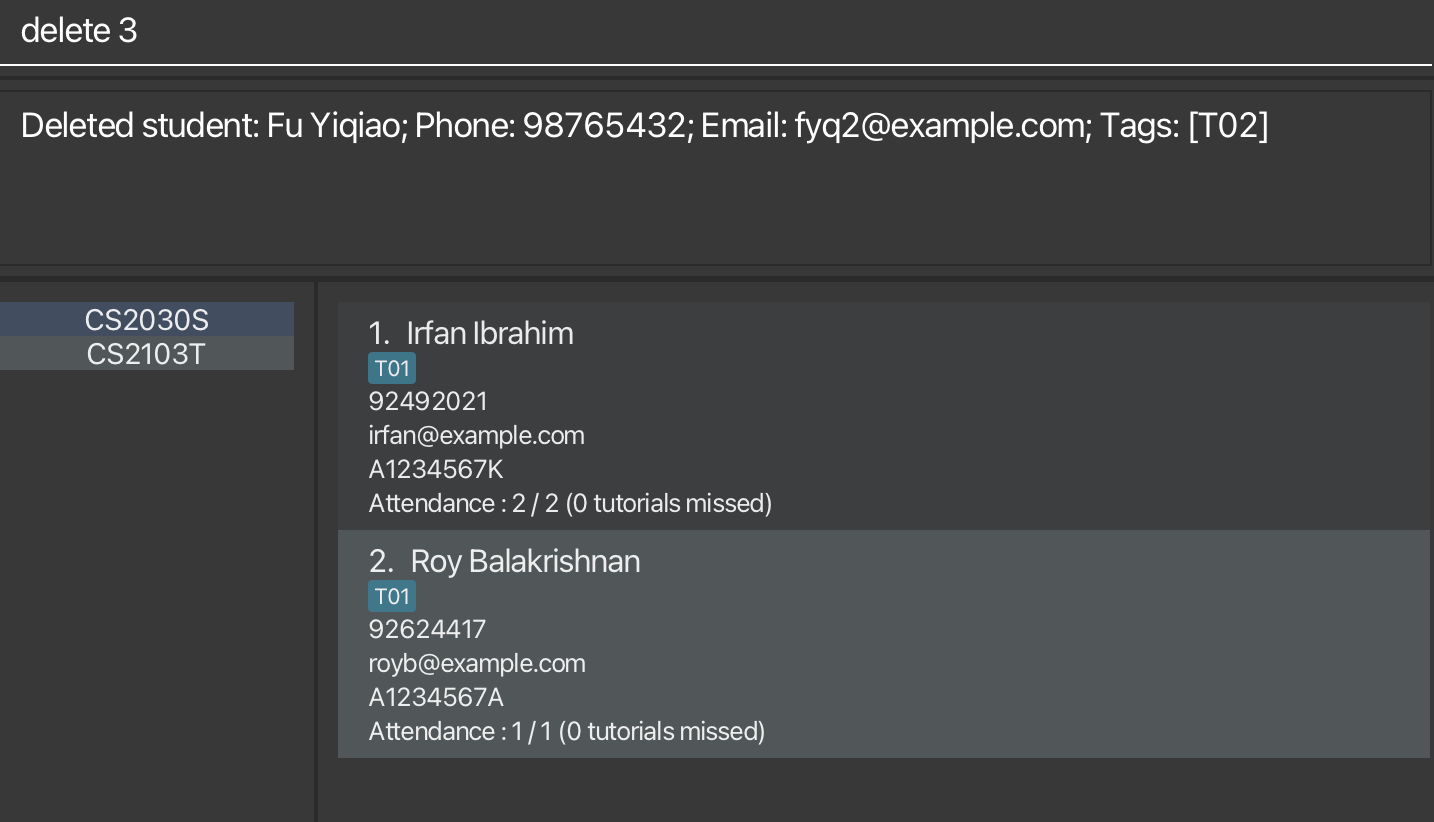 delete 3
Deleted student: Fu Yiqiao; Phone: 98765432; Email: fyq2@example.com; Tags: [T02]
CS2030S
CS2103T
1. Irfan Ibrahim
T01
92492021
irfan@example.com
A1234567K
Attendance : 2 / 2 (0 tutorials missed)
2. Roy Balakrishnan
T01
92624417
royb@example.com
A1234567A
Attendance : 1 / 1 (0 tutorials missed)